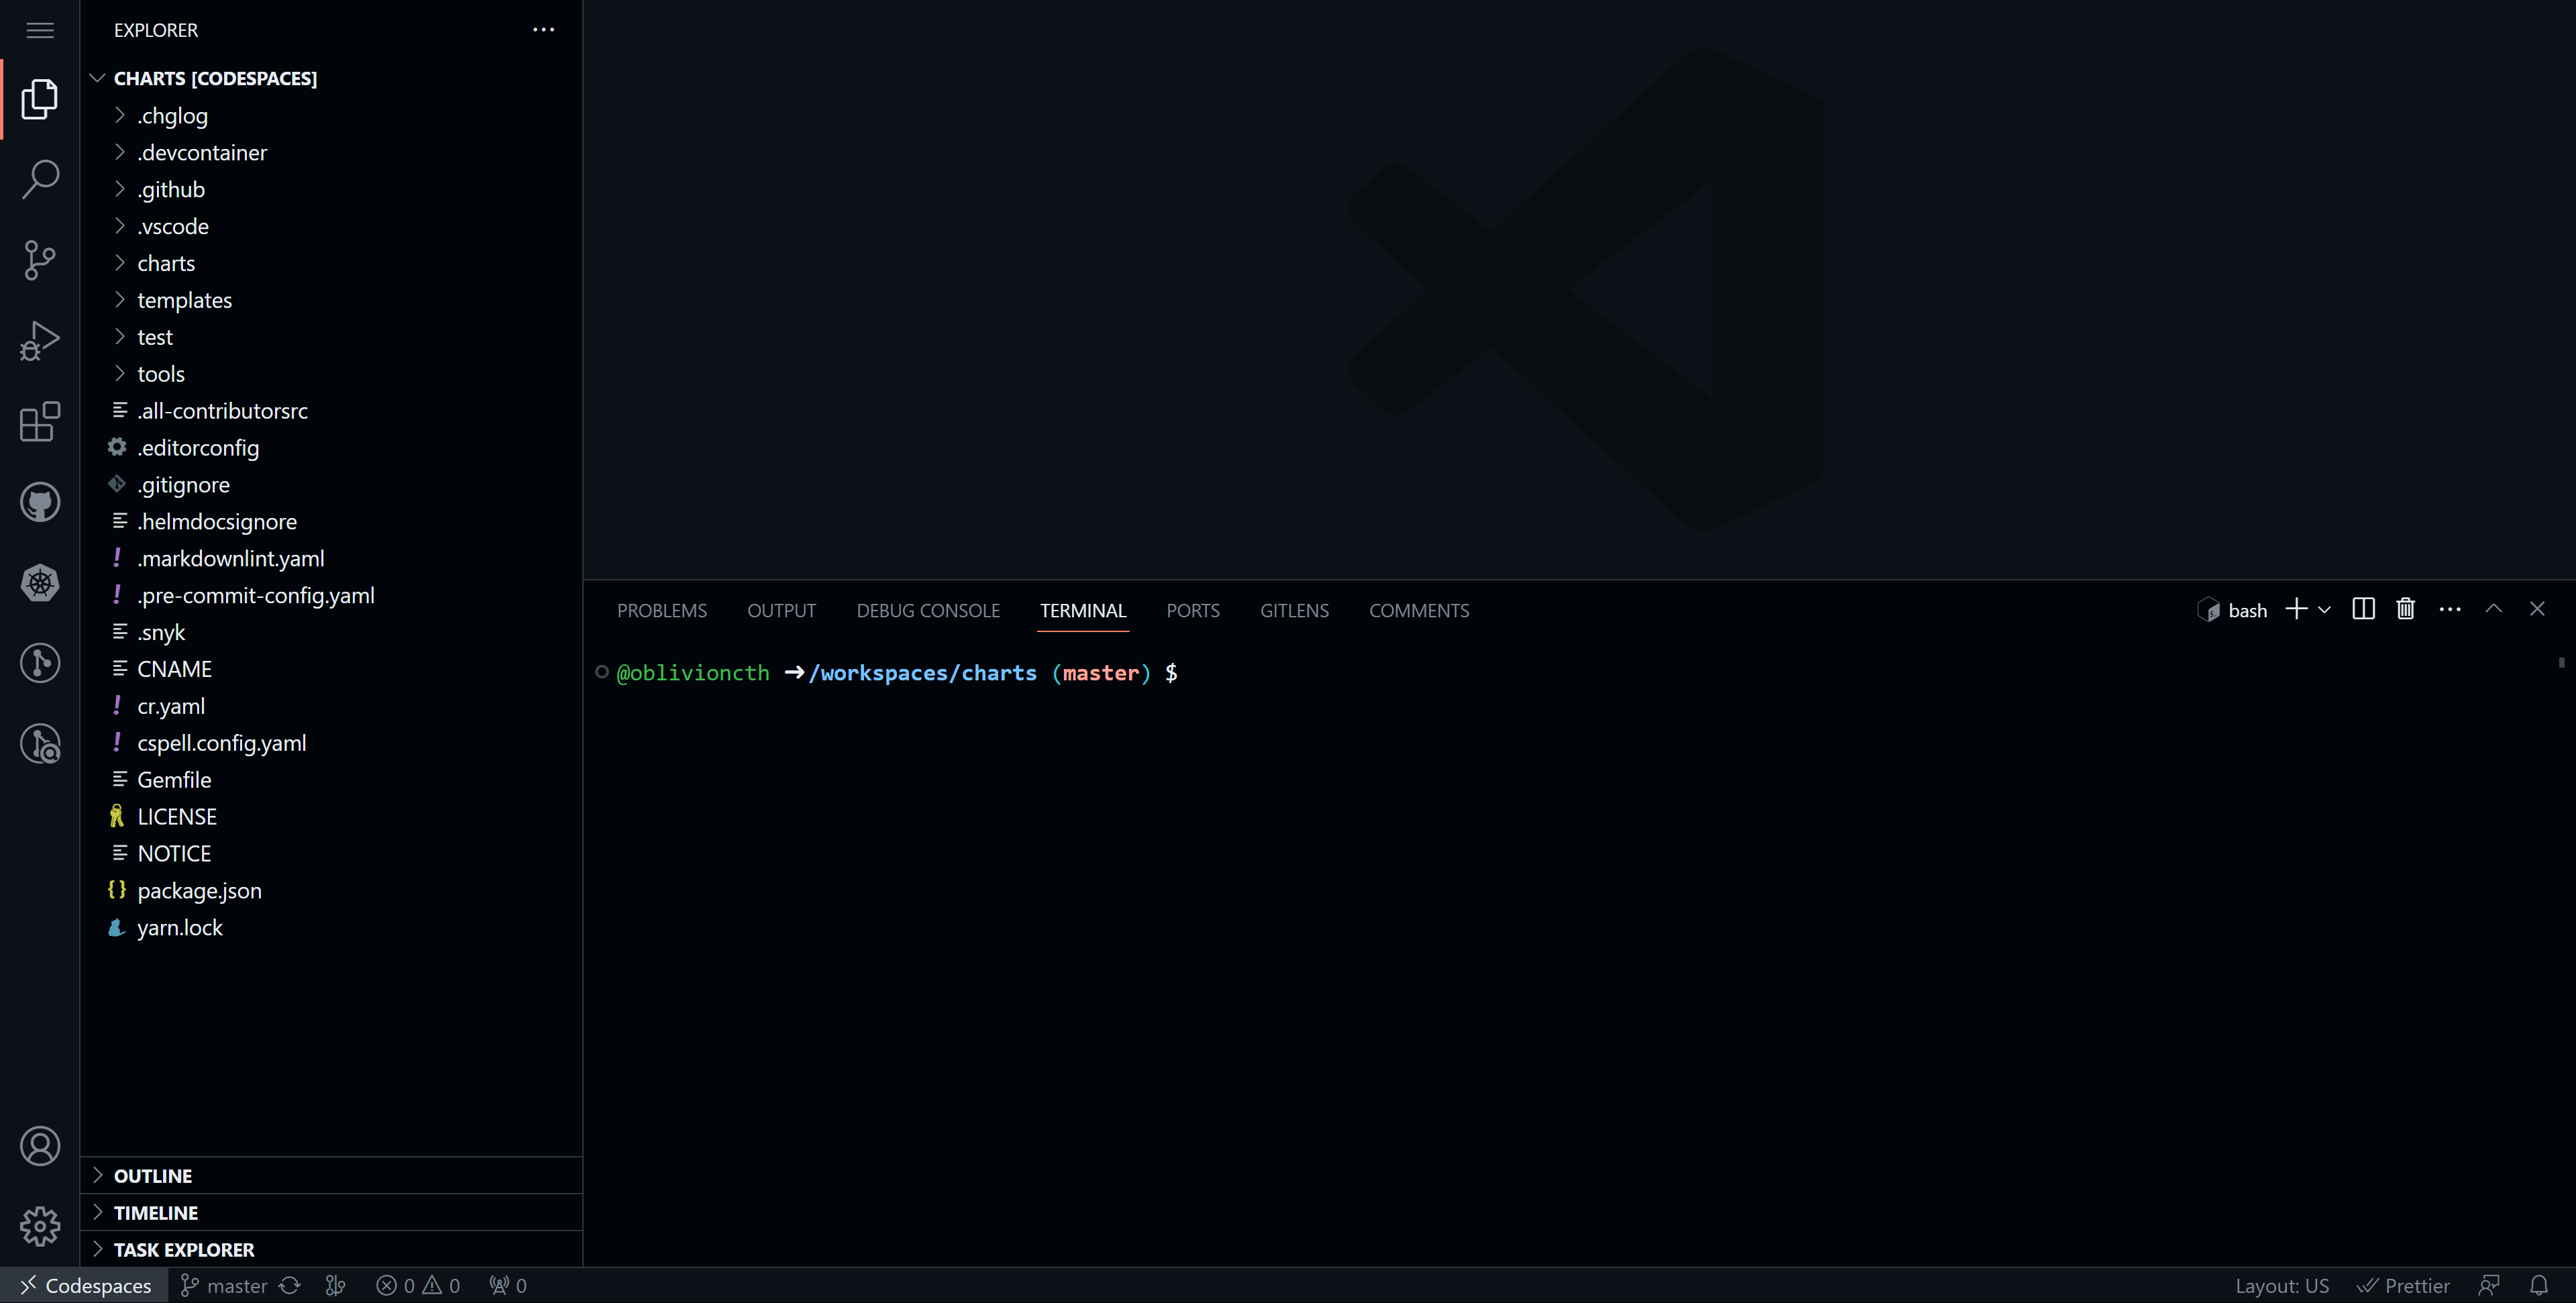 EXPLORER
CHARTS [CODESPACES]
.chglog
.devcontainer
.github
.vscode
charts
templates
test
tools
.all-contributorsrc
.editorconfig
.gitignore
.helmdocsignore
.markdownlint.yaml
.pre-commit-config.yaml
.snyk
CNAME
cr.yaml
cspell.config.yaml
Gemfile
LICENSE
NOTICE
package.json
yarn.lock
OUTLINE
TIMELINE
TASK EXPLORER
PROBLEMS OUTPUT DEBUG CONSOLE TERMINAL PORTS GITLENS COMMENTS bash
@oblivioncth ➜/workspaces/charts (master) $
Codespaces master 0 0 0 Layout: US Prettier